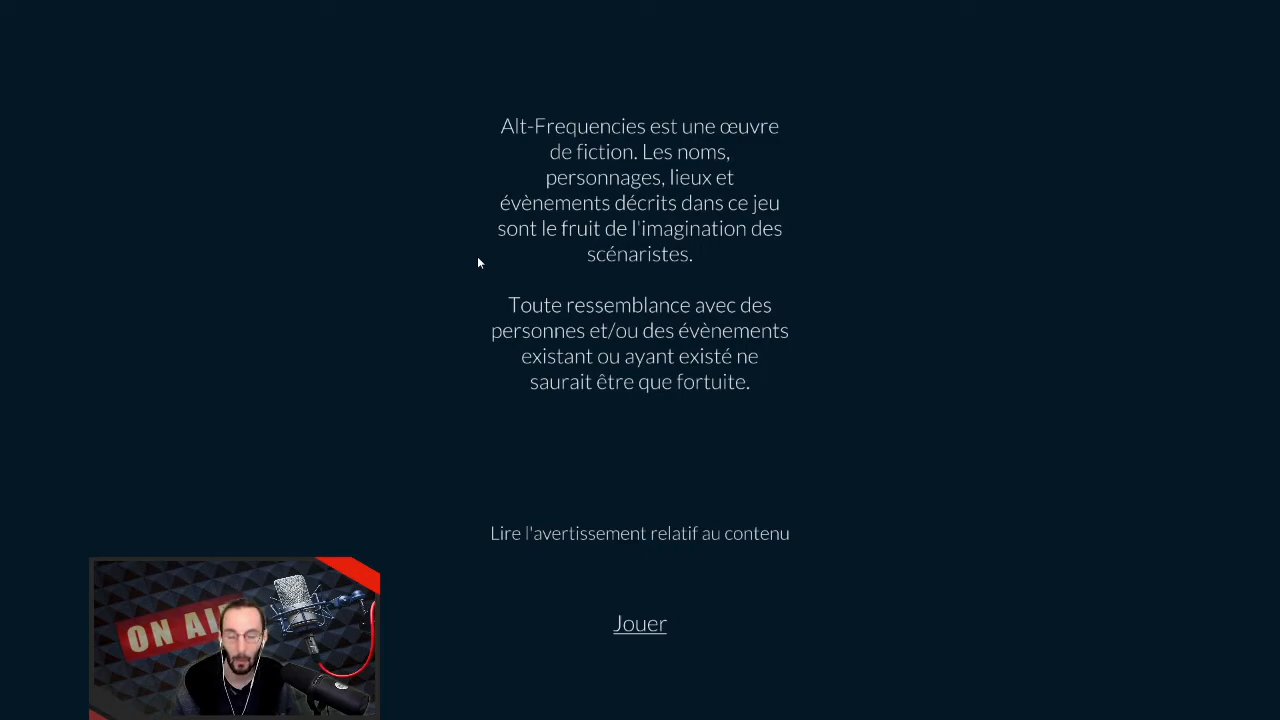 Alt-Frequencies est une œuvre
de fiction. Les noms,
personnages, lieux et
évènements décrits dans ce jeu
sont le fruit de l'imagination des
scénaristes.
Toute ressemblance avec des
personnes et/ou des évènements
existant ou ayant existé ne
saurait être que fortuite.
Lire l'avertissement relatif au contenu
Jouer
ON AI